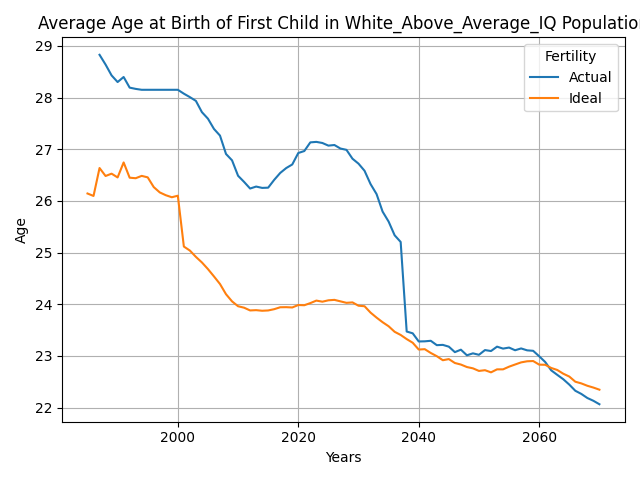 Average Age at Birth of First Child in White_Above_Average_IQ Population
Fertility
Actual
Ideal
29
28
27
26
25
24
23
22
Age
2000
2020
2040
2060
Years